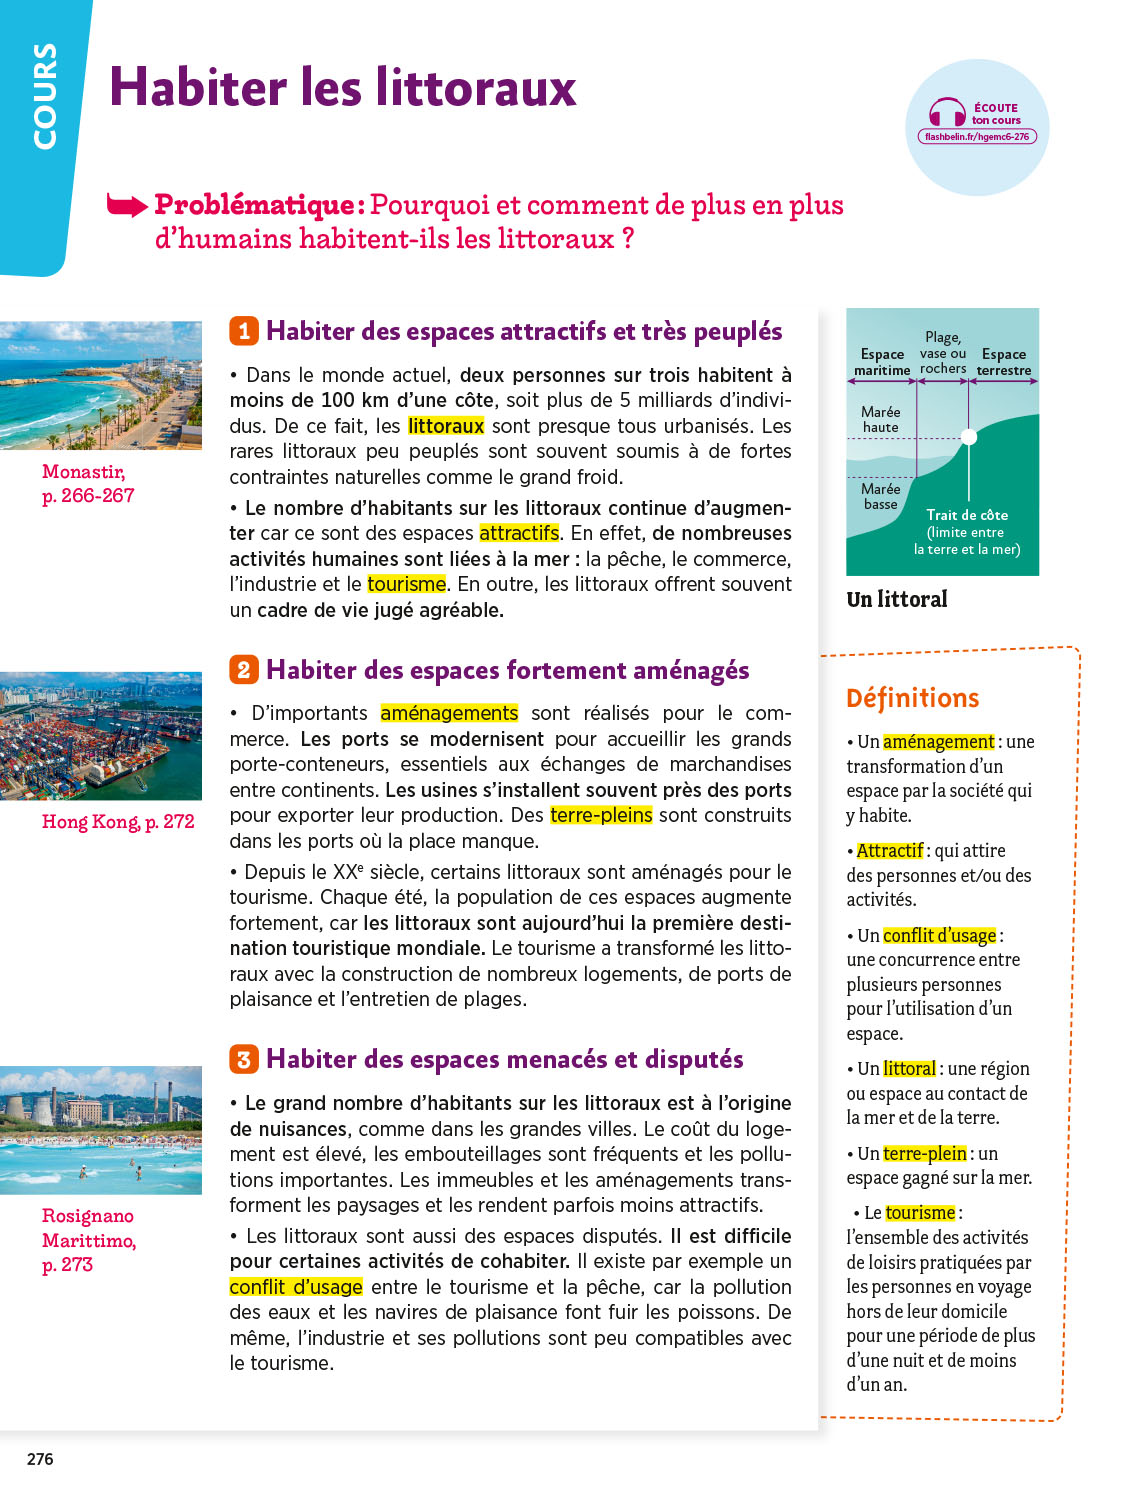 COURS
Habiter les littoraux
ÉCOUTE
ton cours
flashbelin.fr/hgemc6-276
Problématique : Pourquoi et comment de plus en plus
d’humains habitent-ils les littoraux ?
Monastir,
p. 266-267
1 Habiter des espaces attractifs et très peuplés
• Dans le monde actuel, deux personnes sur trois habitent à
moins de 100 km d’une côte, soit plus de 5 milliards d’indivi-
dus. De ce fait, les littoraux sont presque tous urbanisés. Les
rares littoraux peu peuplés sont souvent soumis à de fortes
contraintes naturelles comme le grand froid.
• Le nombre d’habitants sur les littoraux continue d’augmen-
ter car ce sont des espaces attractifs. En effet, de nombreuses
activités humaines sont liées à la mer : la pêche, le commerce,
l’industrie et le tourisme. En outre, les littoraux offrent souvent
un cadre de vie jugé agréable.
Hong Kong, p. 272
2 Habiter des espaces fortement aménagés
• D’importants aménagements sont réalisés pour le com-
merce. Les ports se modernisent pour accueillir les grands
porte-conteneurs, essentiels aux échanges de marchandises
entre continents. Les usines s’installent souvent près des ports
pour exporter leur production. Des terre-pleins sont construits
dans les ports où la place manque.
• Depuis le XXe siècle, certains littoraux sont aménagés pour le
tourisme. Chaque été, la population de ces espaces augmente
fortement, car les littoraux sont aujourd’hui la première desti-
nation touristique mondiale. Le tourisme a transformé les litto-
raux avec la construction de nombreux logements, de ports de
plaisance et l’entretien de plages.
Rosignano
Marittimo,
p. 273
3 Habiter des espaces menacés et disputés
• Le grand nombre d’habitants sur les littoraux est à l’origine
de nuisances, comme dans les grandes villes. Le coût du loge-
ment est élevé, les embouteillages sont fréquents et les pollu-
tions importantes. Les immeubles et les aménagements trans-
forment les paysages et les rendent parfois moins attractifs.
• Les littoraux sont aussi des espaces disputés. Il est difficile
pour certaines activités de cohabiter. Il existe par exemple un
conflit d’usage entre le tourisme et la pêche, car la pollution
des eaux et les navires de plaisance font fuir les poissons. De
même, l’industrie et ses pollutions sont peu compatibles avec
le tourisme.
Espace
maritime
Plage,
vase ou
rochers
Espace
terrestre
Marée
haute
Marée
basse
Trait de côte
(limite entre
la terre et la mer)
Un littoral
Définitions
• Un aménagement : une
transformation d’un
espace par la société qui
y habite.
• Attractif : qui attire
des personnes et/ou des
activités.
• Un conflit d’usage :
une concurrence entre
plusieurs personnes
pour l’utilisation d’un
espace.
• Un littoral : une région
ou espace au contact de
la mer et de la terre.
• Un terre-plein : un
espace gagné sur la mer.
• Le tourisme :
l’ensemble des activités
de loisirs pratiquées par
les personnes en voyage
hors de leur domicile
pour une période de plus
d’une nuit et de moins
d’un an.
276